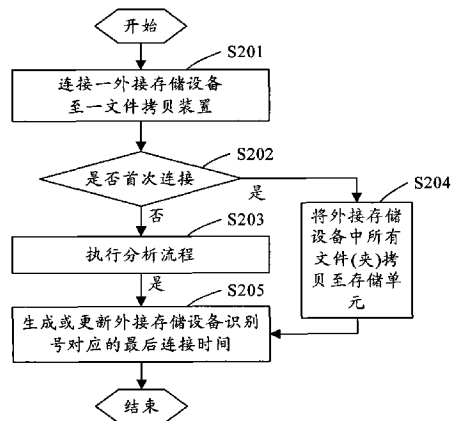 开始
S201
连接一外接存储设备
至一文件拷贝装置
S202
是否首次连接
是
S204
否
S203
将外接存储
设备中所有
文件(夹)拷
贝至存储单
元
执行分析流程
是
S205
生成或更新外接存储设备识别
号对应的最后连接时间
结束